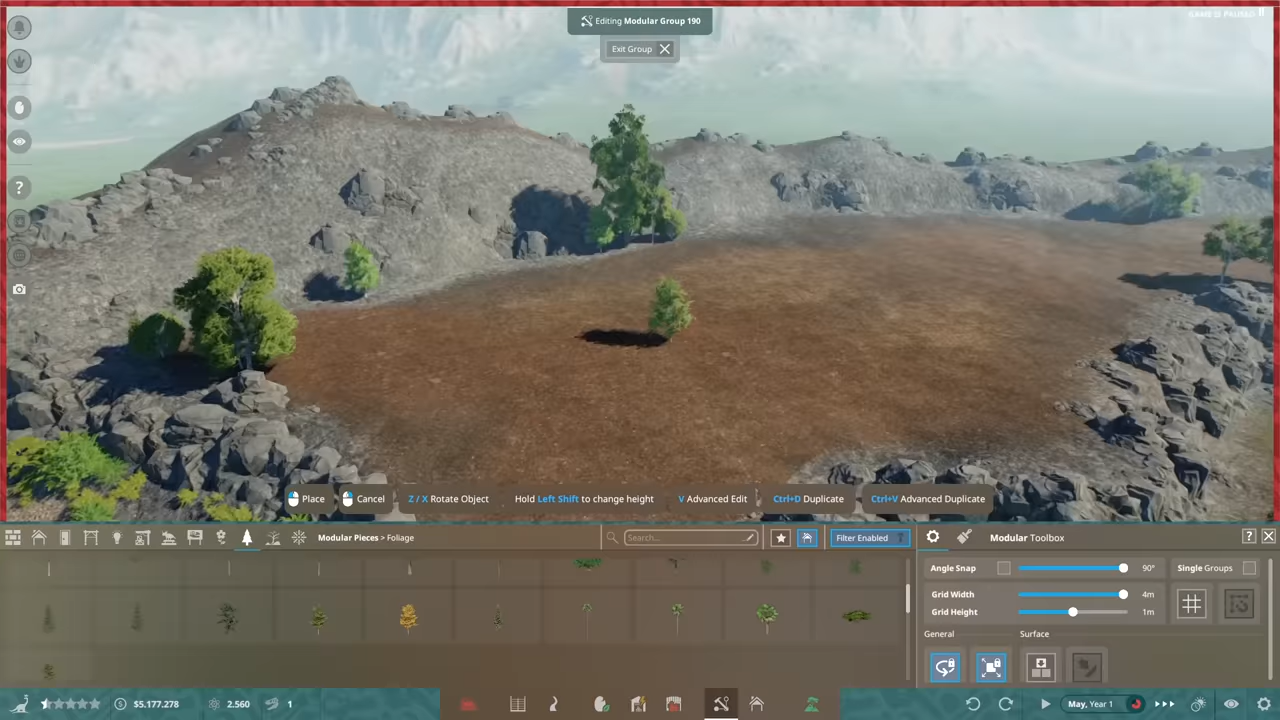 Editing Modular Group 190
GAME IS PAUSED
Exit Group
?
Place
Cancel
Z / X Rotate Object
Hold Left Shift to change height
V Advanced Edit
Ctrl+D Duplicate
Ctrl+V Advanced Duplicate
Modular Pieces > Foliage
Search...
Filter Enabled
Modular Toolbox
?
Angle Snap
90°
Single Groups
Grid Width
4m
Grid Height
1m
General
Surface
$5.177.278
2.560
1
May, Year 1